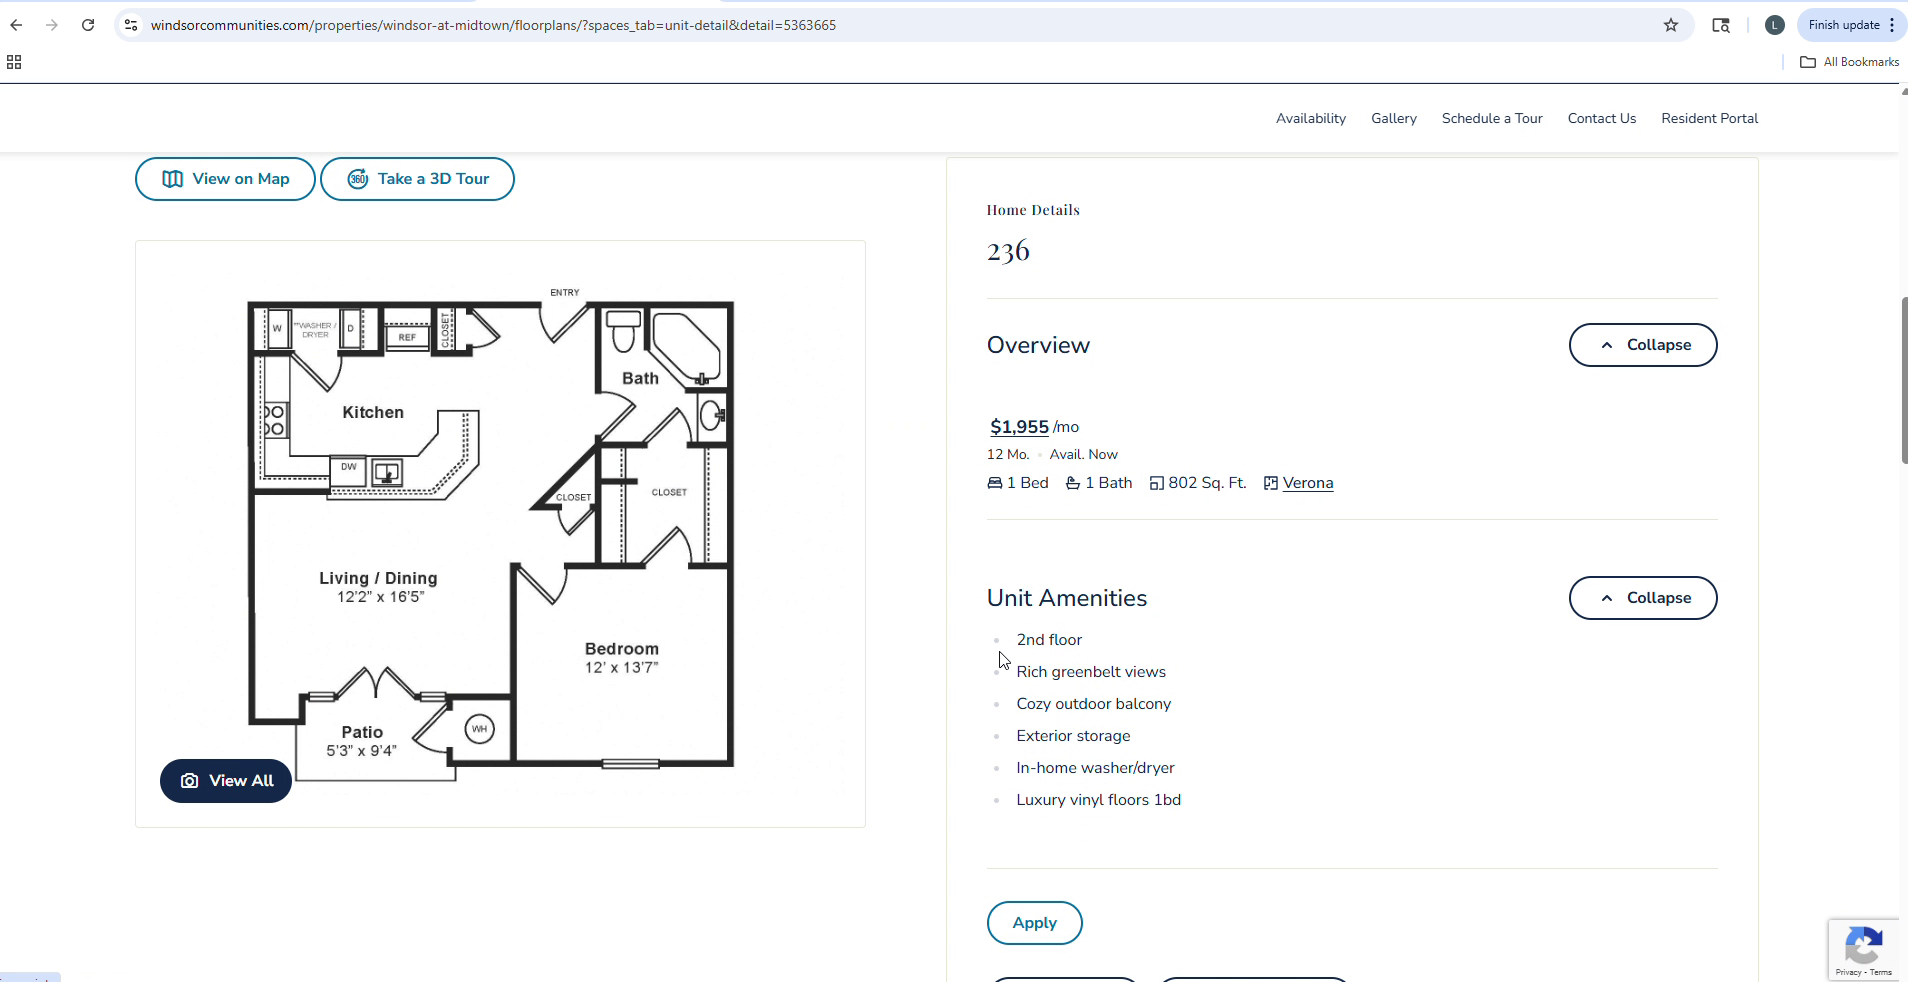 windsorcommunities.com/properties/windsor-at-midtown/floorplans/?spaces_tab=unit-detail&detail=5363665
L
Finish update
All Bookmarks
Availability
Gallery
Schedule a Tour
Contact Us
Resident Portal
View on Map
360
Take a 3D Tour
ENTRY
W
"WASHER /
DRYER
D
REF
CLOSET
Bath
Kitchen
DW
CLOSET
CLOSET
Living / Dining
12'2" x 16'5"
Bedroom
12' x 13'7"
Patio
5'3" x 9'4"
WH
View All
Home Details
236
Overview
Collapse
$1,955 /mo
12 Mo. • Avail. Now
1 Bed 1 Bath 802 Sq. Ft. Verona
Unit Amenities
Collapse
2nd floor
Rich greenbelt views
Cozy outdoor balcony
Exterior storage
In-home washer/dryer
Luxury vinyl floors 1bd
Apply
Privacy - Terms